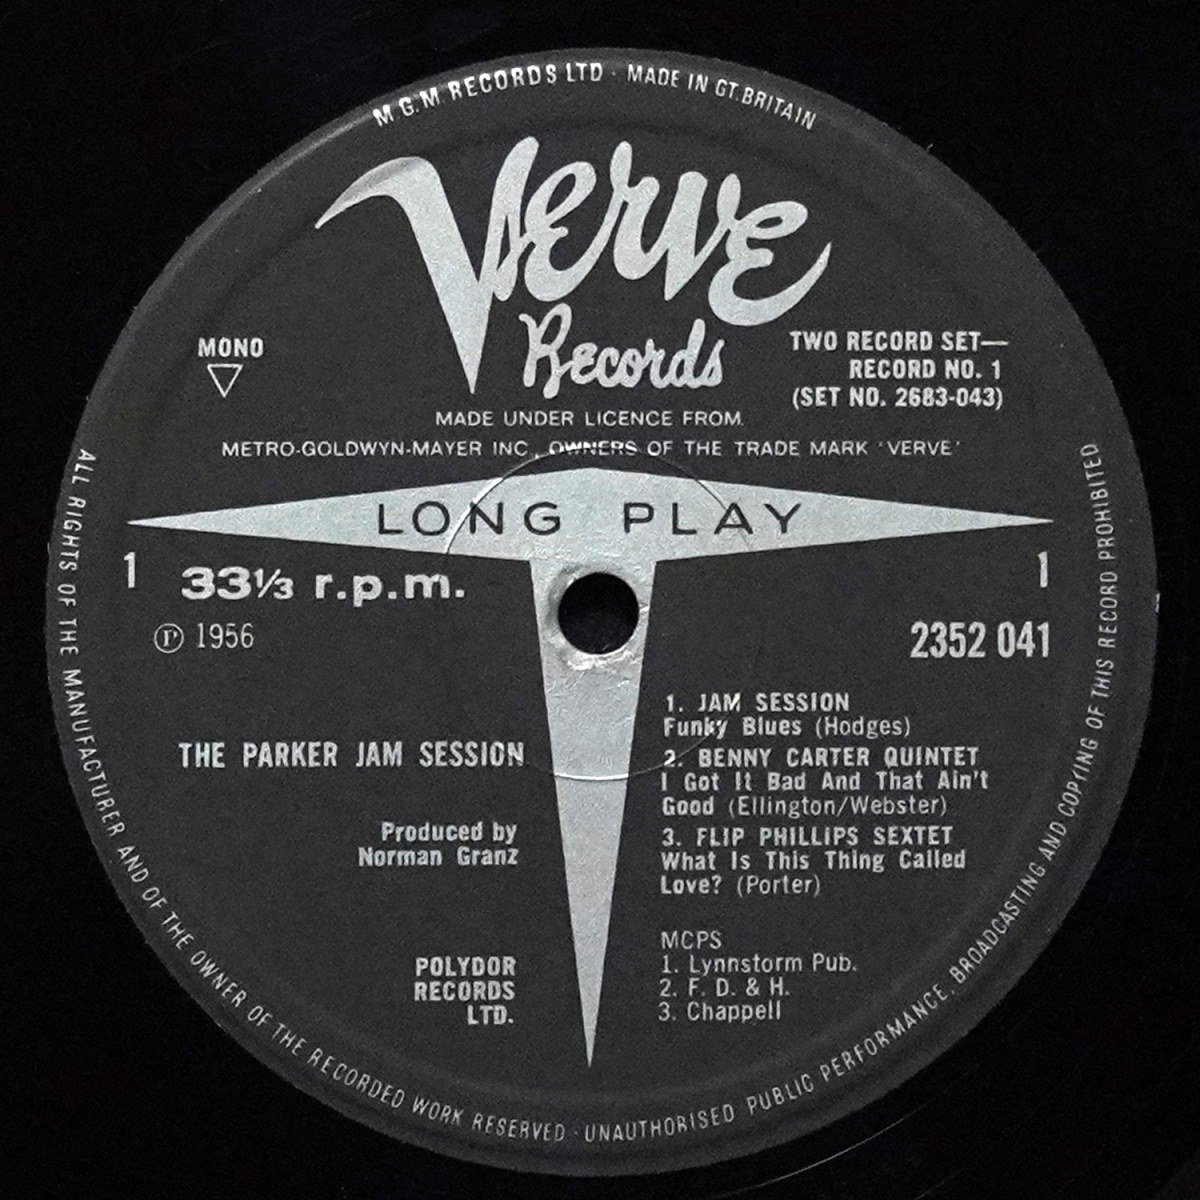 M.G.M RECORDS LTD · MADE IN GT.BRITAIN
Verve
Records
MONO
TWO RECORD SET—
RECORD NO. 1
(SET NO. 2683-043)
MADE UNDER LICENCE FROM
METRO-GOLDWYN-MAYER INC., OWNERS OF THE TRADE MARK 'VERVE'
LONG PLAY
1
33⅓ r.p.m.
1
℗ 1956
2352 041
THE PARKER JAM SESSION
Produced by
Norman Granz
POLYDOR
RECORDS
LTD.
1. JAM SESSION
Funky Blues (Hodges)
2. BENNY CARTER QUINTET
I Got It Bad And That Ain't
Good (Ellington/Webster)
3. FLIP PHILLIPS SEXTET
What Is This Thing Called
Love? (Porter)
MCPS
1. Lynnstorm Pub.
2. F. D. & H.
3. Chappell
ALL RIGHTS OF THE MANUFACTURER AND OF THE OWNER OF THE RECORDED WORK RESERVED · UNAUTHORISED PUBLIC PERFORMANCE, BROADCASTING AND COPYING OF THIS RECORD PROHIBITED